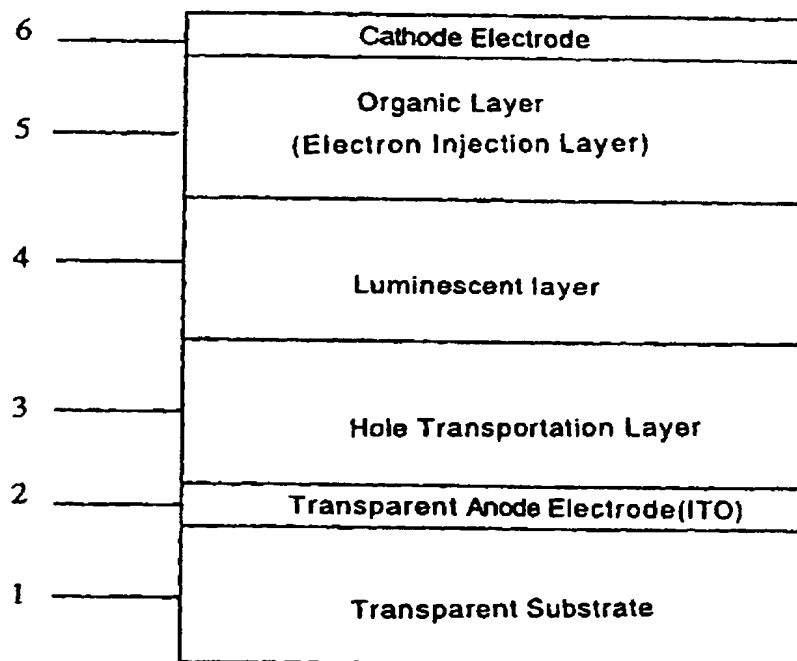 6 Cathode Electrode
5 Organic Layer
(Electron Injection Layer)
4 Luminescent layer
3 Hole Transportation Layer
2 Transparent Anode Electrode(ITO)
1 Transparent Substrate